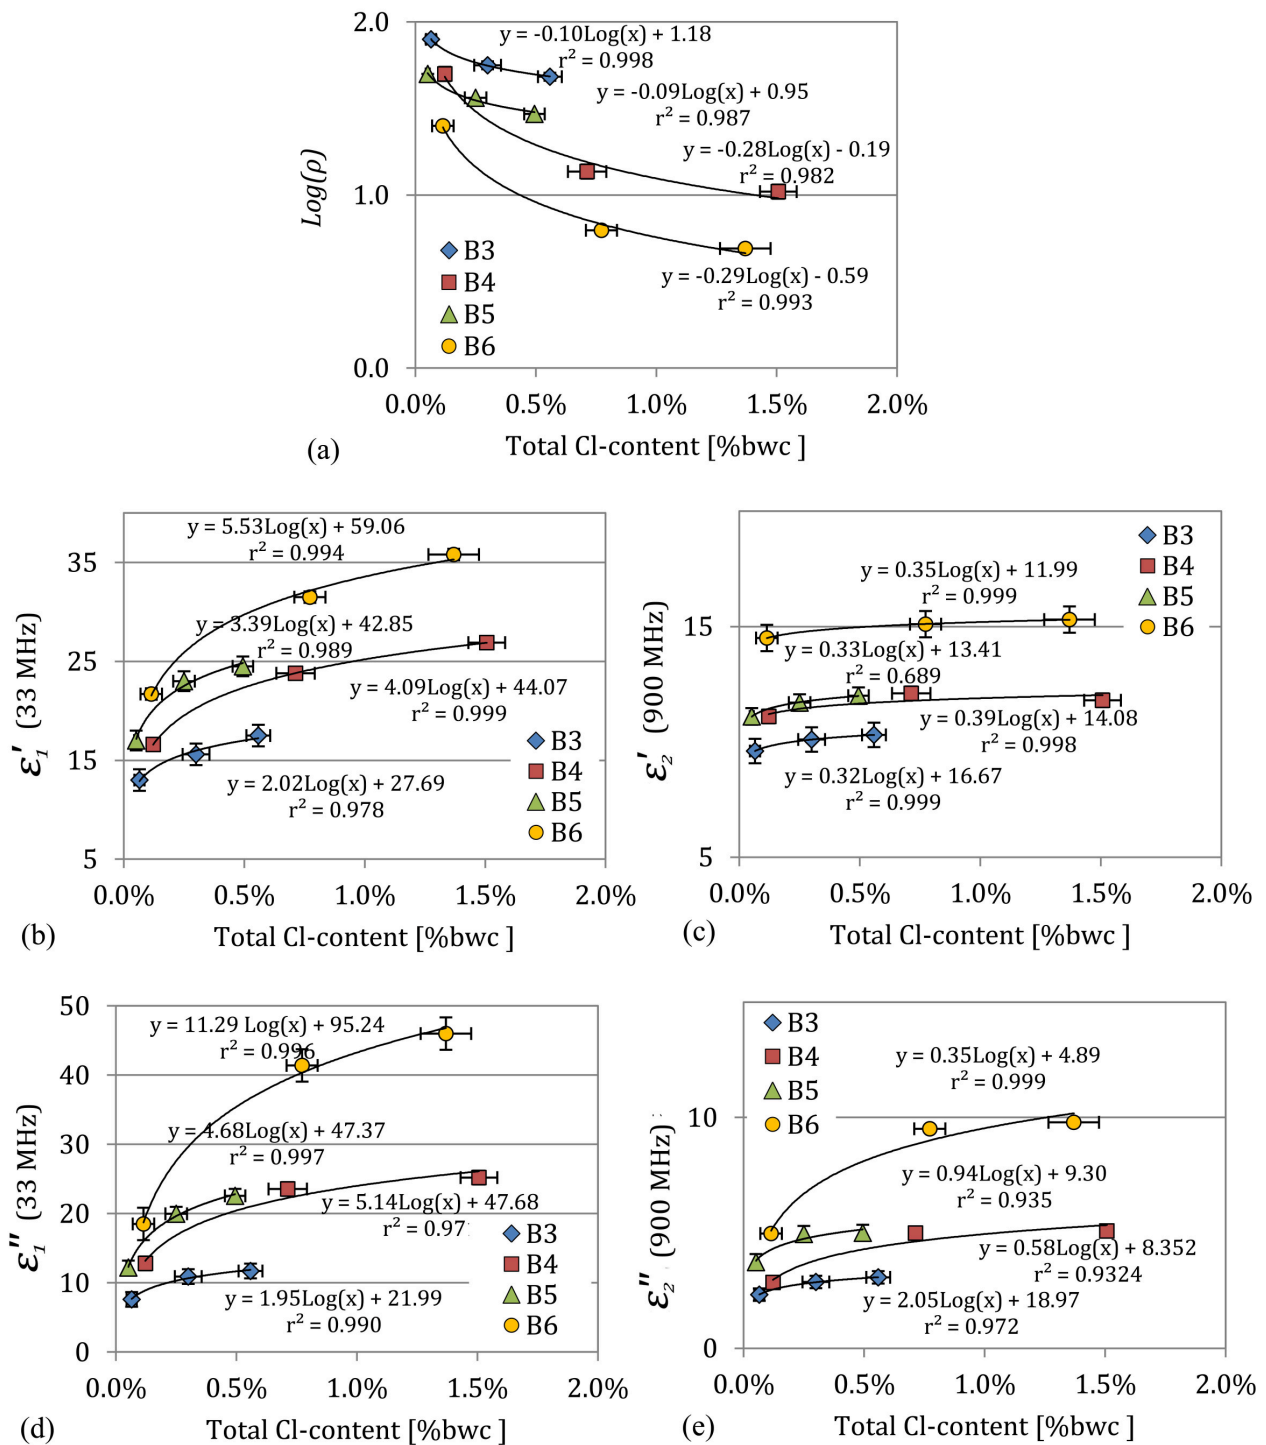 2.0
y = -0.10Log(x) + 1.18
r² = 0.998
y = -0.09Log(x) + 0.95
r² = 0.987
y = -0.28Log(x) - 0.19
r² = 0.982
Log(ρ)
1.0
B3
B4
B5
B6
y = -0.29Log(x) - 0.59
r² = 0.993
0.0
0.0% 0.5% 1.0% 1.5% 2.0%
(a)
Total Cl-content [%bwc ]
y = 5.53Log(x) + 59.06
r² = 0.994
35
y = 3.39Log(x) + 42.85
r² = 0.989
25
y = 4.09Log(x) + 44.07
r² = 0.999
ε₁′ (33 MHz)
15
y = 2.02Log(x) + 27.69
r² = 0.978
B3
B4
B5
B6
5
0.0% 0.5% 1.0% 1.5% 2.0%
(b)
Total Cl-content [%bwc ]
B3
B4
B5
B6
y = 0.35Log(x) + 11.99
r² = 0.999
15
y = 0.33Log(x) + 13.41
r² = 0.689
ε₂′ (900 MHz)
y = 0.39Log(x) + 14.08
r² = 0.998
y = 0.32Log(x) + 16.67
r² = 0.999
5
0.0% 0.5% 1.0% 1.5% 2.0%
(c)
Total Cl-content [%bwc ]
50
y = 11.29 Log(x) + 95.24
r² = 0.996
40
30
y = 4.68Log(x) + 47.37
r² = 0.997
ε₁″ (33 MHz)
20
y = 5.14Log(x) + 47.68
r² = 0.971
B3
B4
B5
B6
10
y = 1.95Log(x) + 21.99
r² = 0.990
0
0.0% 0.5% 1.0% 1.5% 2.0%
(d)
Total Cl-content [%bwc ]
B3
B4
B5
B6
y = 0.35Log(x) + 4.89
r² = 0.999
10
ε₂″ (900 MHz)
y = 0.94Log(x) + 9.30
r² = 0.935
y = 0.58Log(x) + 8.352
r² = 0.9324
y = 2.05Log(x) + 18.97
r² = 0.972
0
0.0% 0.5% 1.0% 1.5% 2.0%
(e)
Total Cl-content [%bwc ]